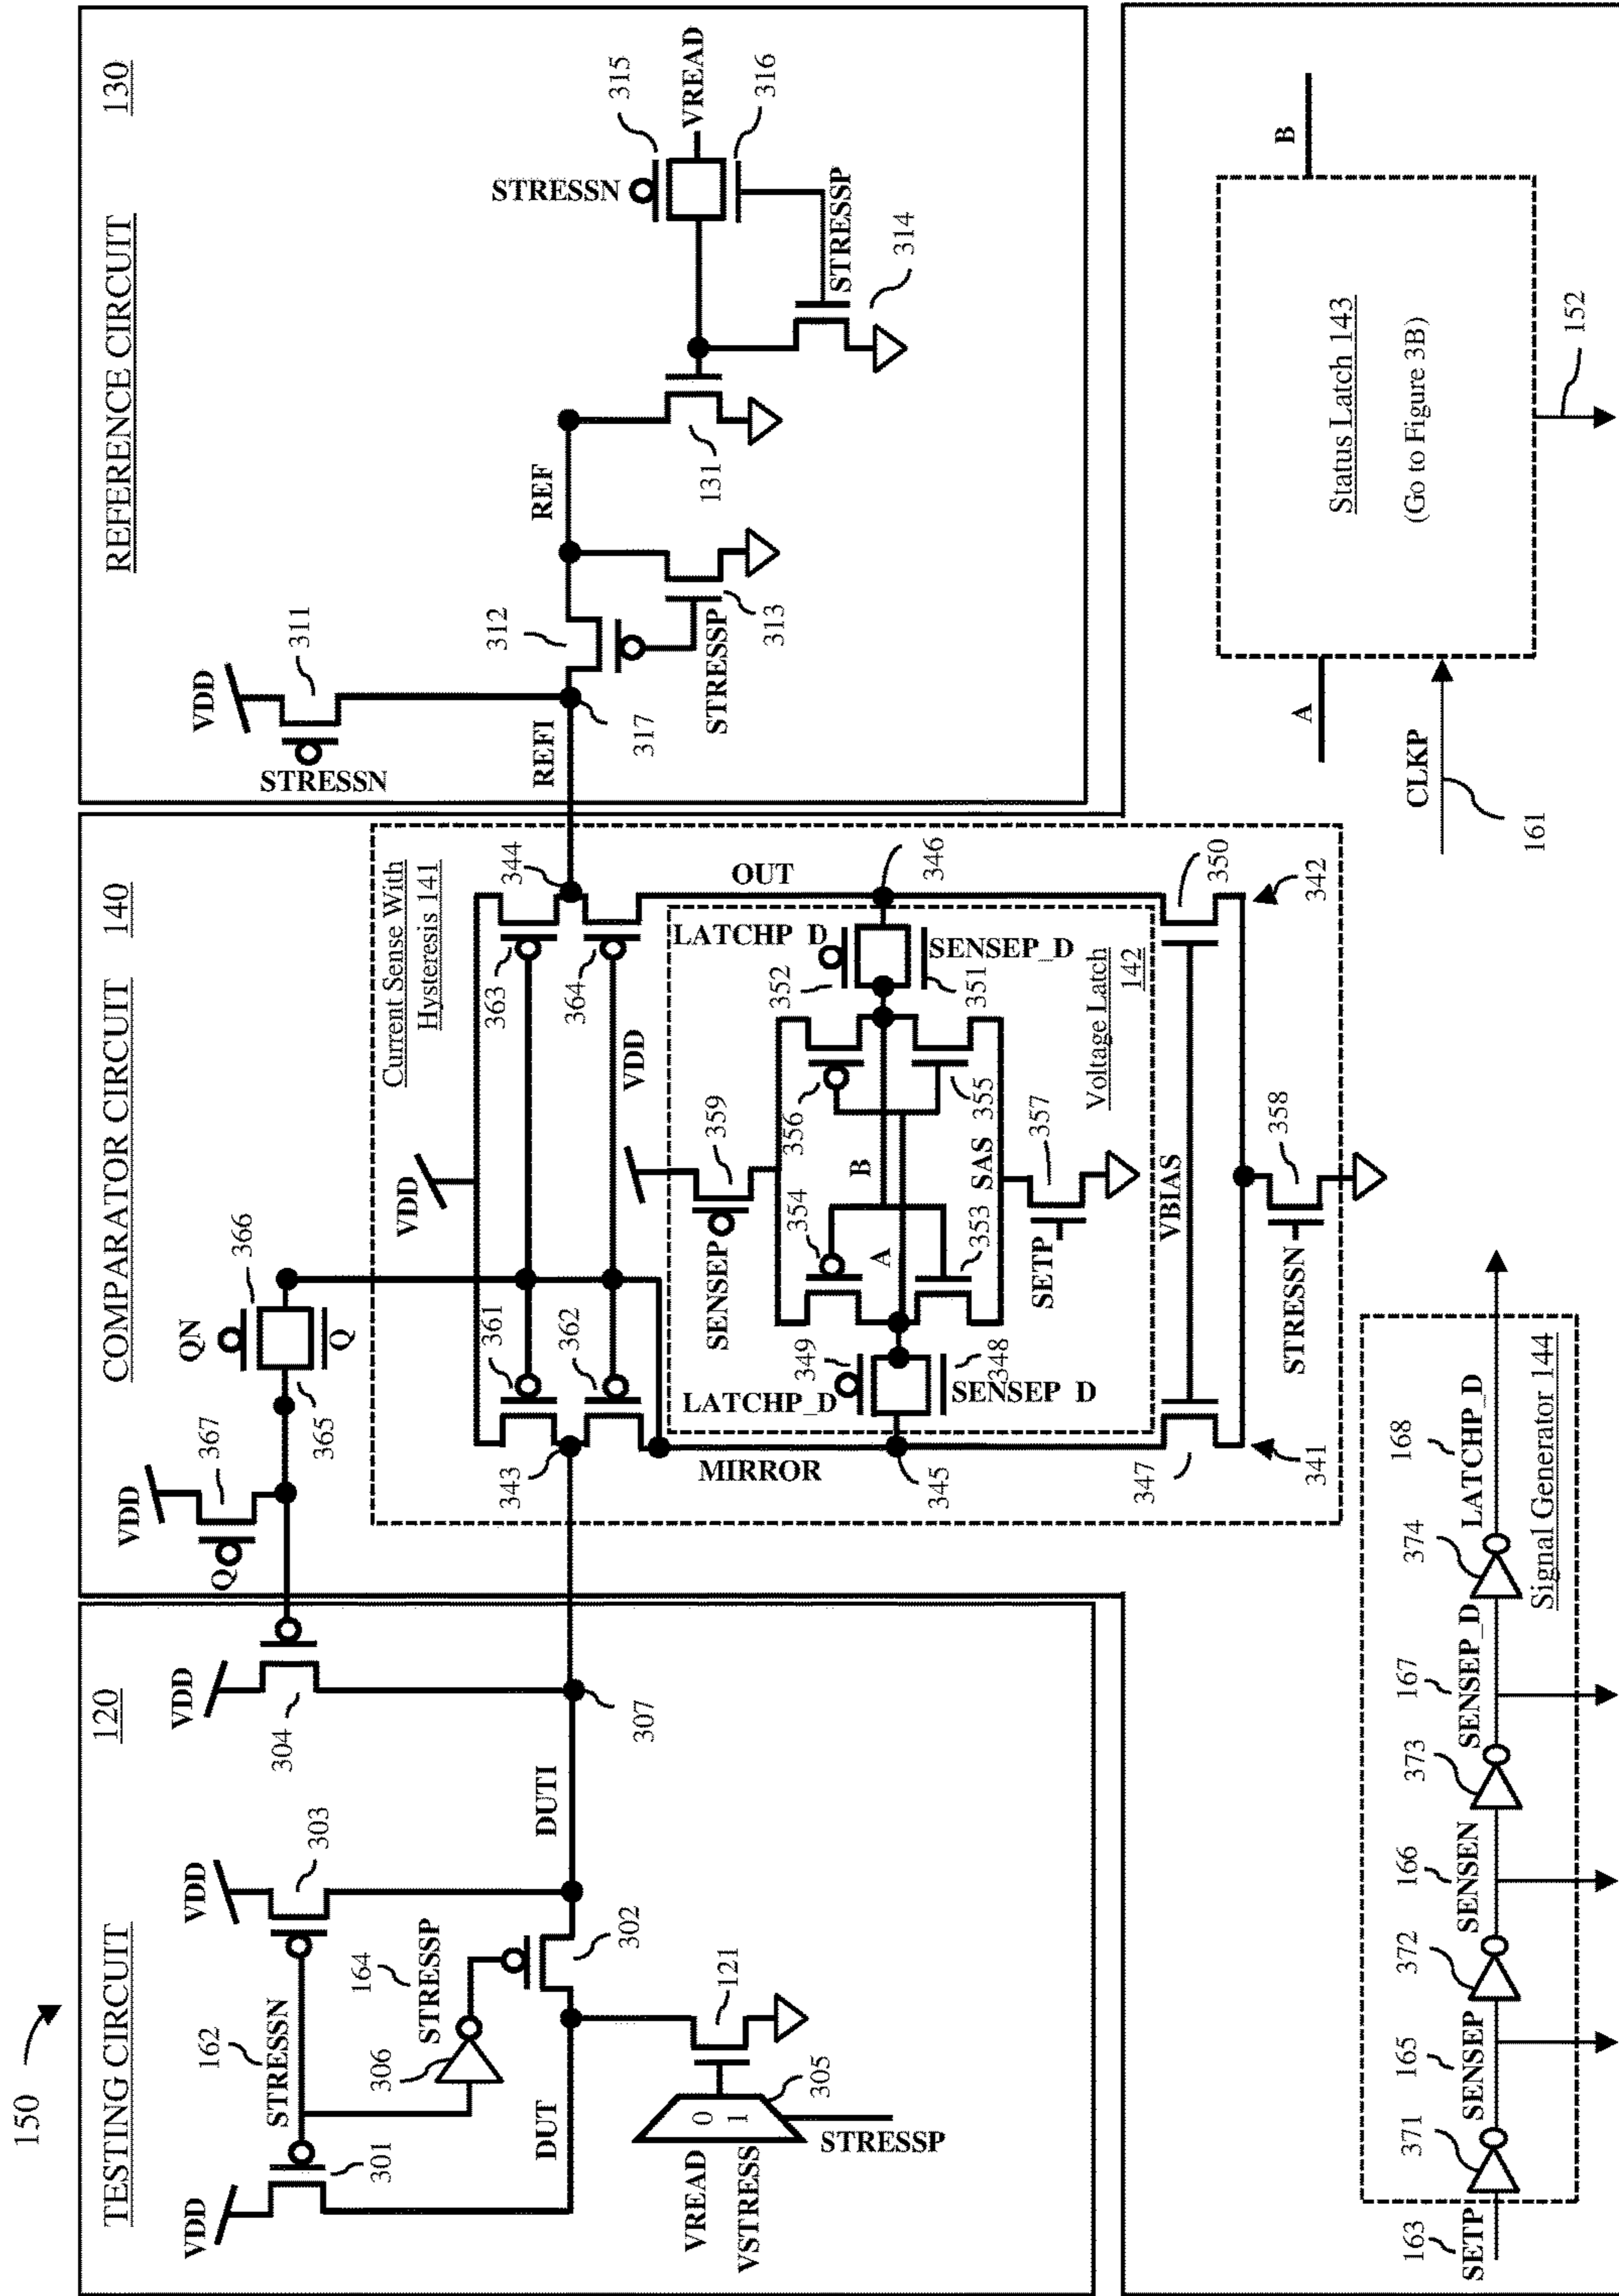 150
TESTING CIRCUIT
120
VDD
301
162
STRESSN
VDD
303
VDD
304
306
164
STRESSP
302
DUT
DUTI
307
121
0
1
305
VREAD
VSTRESS
STRESSP
COMPARATOR CIRCUIT
140
VDD
367
Q
365
QN
366
Q
Current Sense With
Hysteresis 141
VDD
361
363
362
364
343
344
VDD
MIRROR
OUT
359
SENSEP
354
356
A
B
349
LATCHP_D
348
SENSEP_D
352
LATCHP_D
351
SENSEP_D
353
355
SAS
SETP
357
Voltage Latch
142
345
346
VBIAS
347
350
341
342
STRESSN
358
REFERENCE CIRCUIT
130
VDD
311
STRESSN
REFI
317
312
REF
STRESSP
313
131
STRESSN
315
VREAD
316
STRESSP
314
163
SETP
371
165
SENSEP
372
166
SENSEN
373
167
SENSEP_D
374
168
LATCHP_D
Signal Generator 144
CLKP
161
A
B
Status Latch 143
(Go to Figure 3B)
152